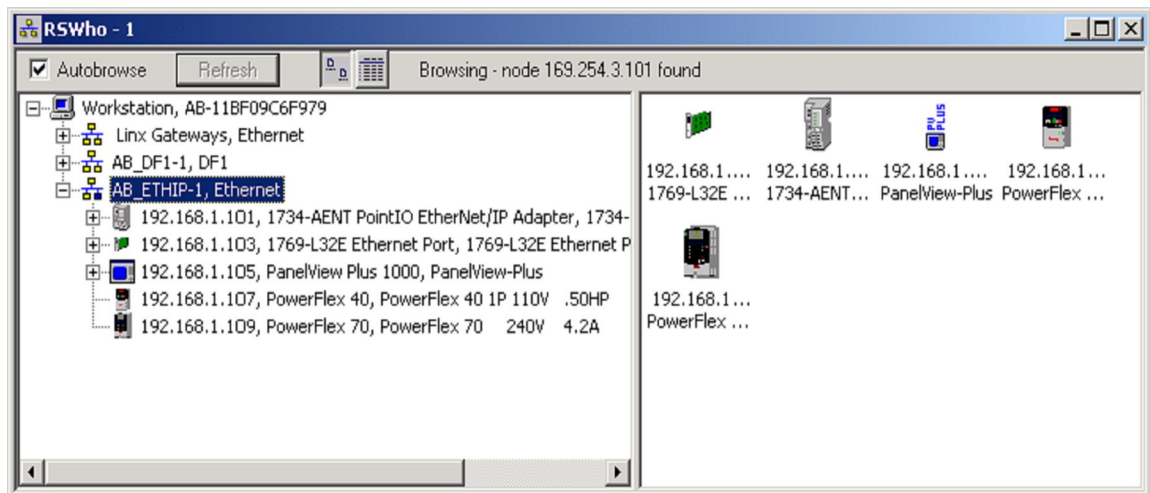 RSWho - 1
Autobrowse Refresh Browsing - node 169.254.3.101 found
Workstation, AB-11BF09C6F979
Linx Gateways, Ethernet
AB_DF1-1, DF1
AB_ETHIP-1, Ethernet
192.168.1.101, 1734-AENT PointIO EtherNet/IP Adapter, 1734-
192.168.1.103, 1769-L32E Ethernet Port, 1769-L32E Ethernet P
192.168.1.105, PanelView Plus 1000, PanelView-Plus
192.168.1.107, PowerFlex 40, PowerFlex 40 1P 110V .50HP
192.168.1.109, PowerFlex 70, PowerFlex 70 240V 4.2A
PV PLUS
192.168.1.... 192.168.1.... 192.168.1.... 192.168.1...
1769-L32E ... 1734-AENT... PanelView-Plus PowerFlex ...
192.168.1...
PowerFlex ...